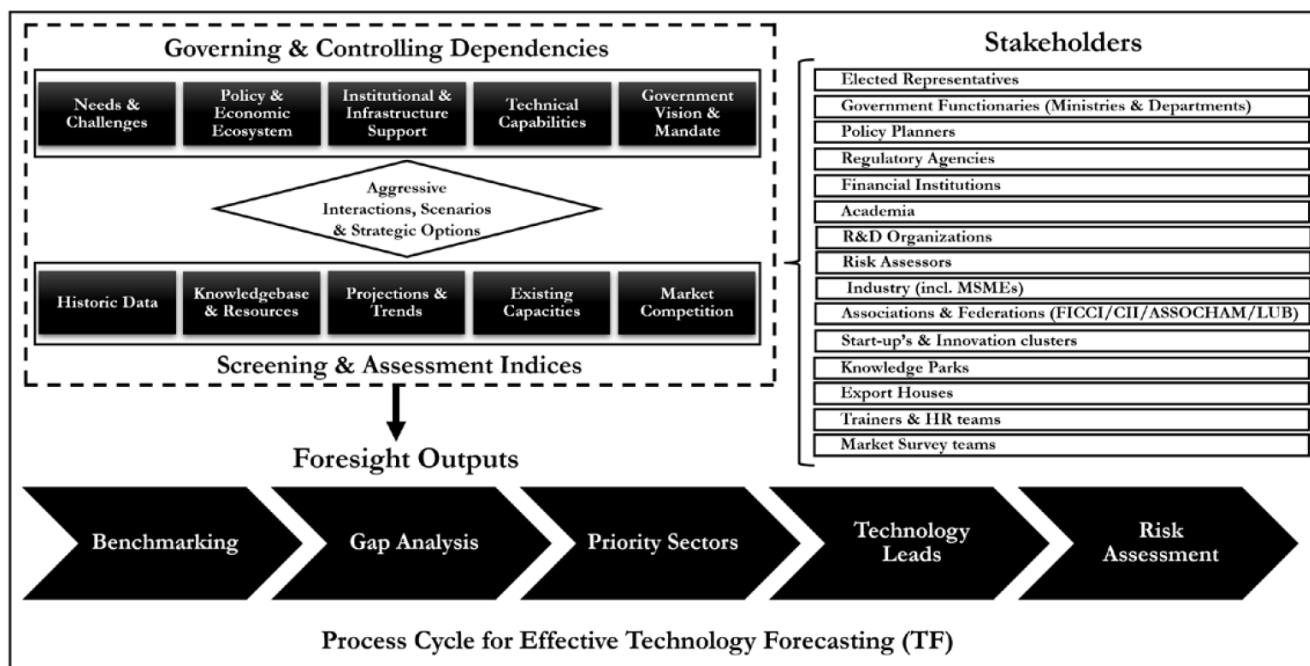 Governing & Controlling Dependencies
Needs &
Challenges
Policy &
Economic
Ecosystem
Institutional &
Infrastructure
Support
Technical
Capabilities
Government
Vision &
Mandate
Aggressive
Interactions, Scenarios
& Strategic Options
Historic Data
Knowledgebase
& Resources
Projections &
Trends
Existing
Capacities
Market
Competition
Screening & Assessment Indices
Stakeholders
Elected Representatives
Government Functionaries (Ministries & Departments)
Policy Planners
Regulatory Agencies
Financial Institutions
Academia
R&D Organizations
Risk Assessors
Industry (incl. MSMEs)
Associations & Federations (FICCI/CII/ASSOCHAM/LUB)
Start-up's & Innovation clusters
Knowledge Parks
Export Houses
Trainers & HR teams
Market Survey teams
Foresight Outputs
Benchmarking
Gap Analysis
Priority Sectors
Technology
Leads
Risk
Assessment
Process Cycle for Effective Technology Forecasting (TF)